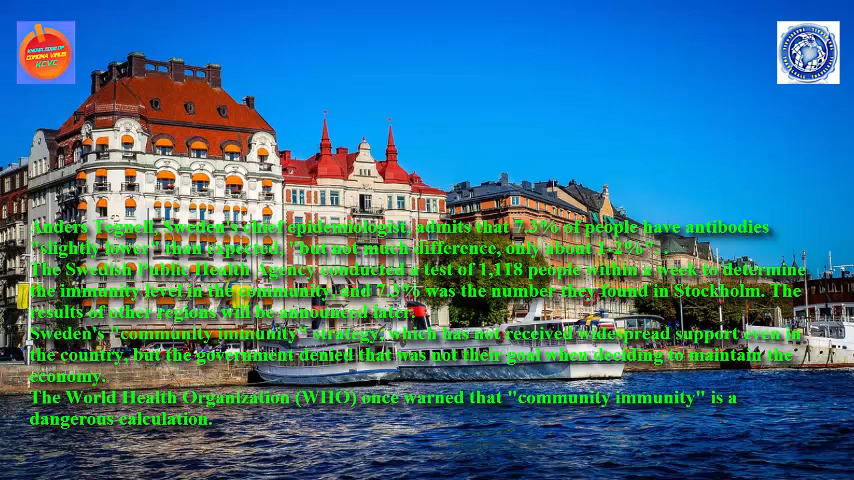 KNOWLEDGE OF
CORONA VIRUS
KCVC
Anders Tegnell, Sweden's chief epidemiologist, admits that 7.3% of people have antibodies
"slightly lower" than expected, "but not much difference, only about 1-2%"
The Swedish Public Health Agency conducted a test of 1,118 people within a week to determine
the immunity level in the community, and 7.3% was the number they found in Stockholm. The
results of other regions will be announced later.
Sweden's "community immunity" strategy, which has not received widespread support even in
the country, but the government denied that was not their goal when deciding to maintain the
economy.
The World Health Organization (WHO) once warned that "community immunity" is a
dangerous calculation.